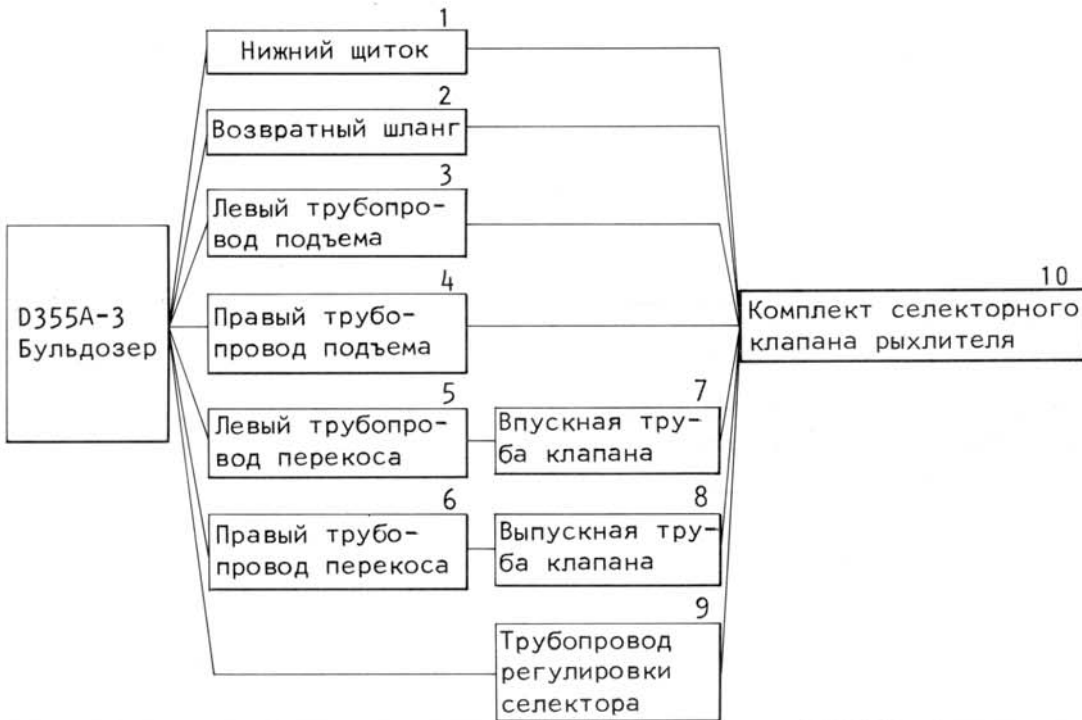 1
Нижний щиток
2
Возвратный шланг
3
Левый трубопро-
вод подъема
D355A-3
Бульдозер
4
Правый трубо-
провод подъема
10
Комплект селекторного
клапана рыхлителя
5
Левый трубопро-
вод перекоса
7
Впускная тру-
ба клапана
6
Правый трубо-
провод перекоса
8
Выпускная тру-
ба клапана
9
Трубопровод
регулировки
селектора